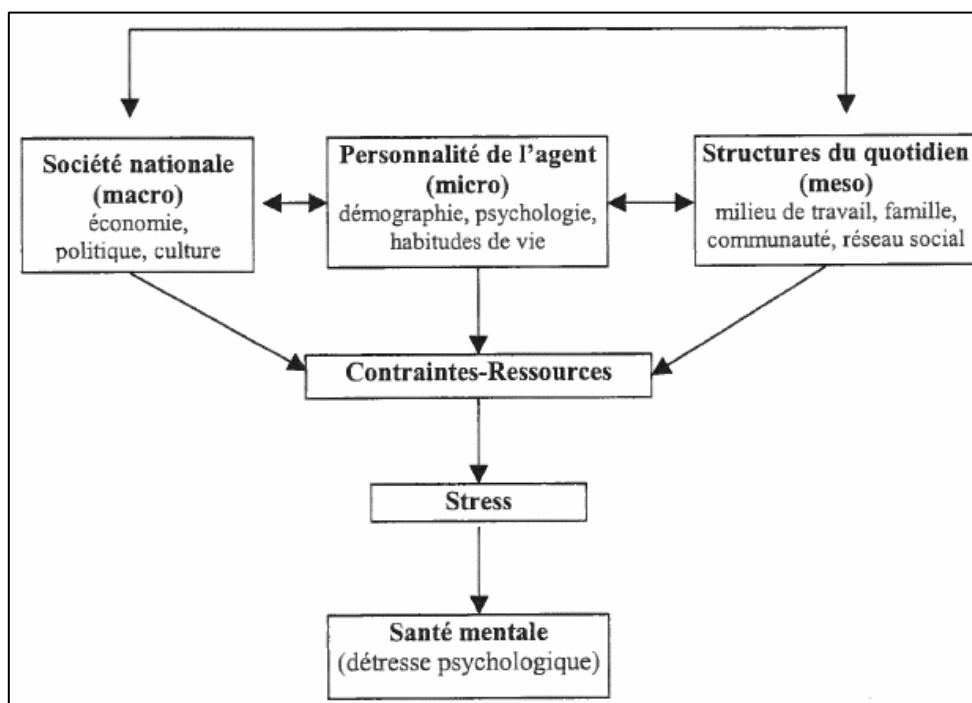 Société nationale
(macro)
économie,
politique, culture
Personnalité de l'agent
(micro)
démographie, psychologie,
habitudes de vie
Structures du quotidien
(meso)
milieu de travail, famille,
communauté, réseau social
Contraintes-Ressources
Stress
Santé mentale
(détresse psychologique)